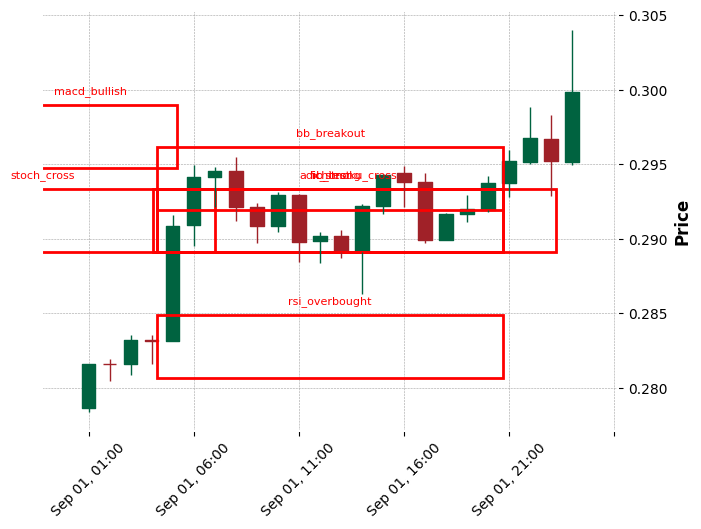 0.305
macd_bullish
0.300
bb_breakout
0.295
stoch_cross
0.290
Price
rsi_overbought
0.285
0.280
Sep 01, 01:00
Sep 01, 06:00
Sep 01, 11:00
Sep 01, 16:00
Sep 01, 21:00